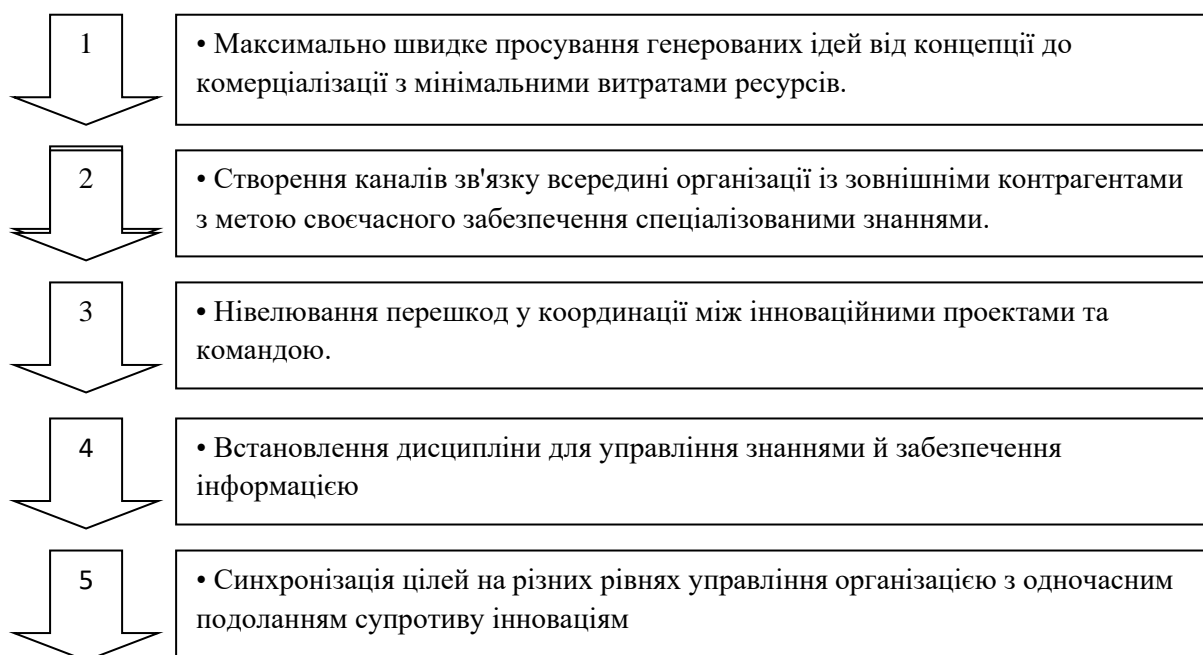 1
• Максимально швидке просування генерованих ідей від концепції до
комерціалізації з мінімальними витратами ресурсів.
2
• Створення каналів зв'язку всередині організації із зовнішніми контрагентами
з метою своєчасного забезпечення спеціалізованими знаннями.
3
• Нівелювання перешкод у координації між інноваційними проектами та
командою.
4
• Встановлення дисципліни для управління знаннями й забезпечення
інформацією
5
• Синхронізація цілей на різних рівнях управління організацією з одночасним
подоланням супротиву інноваціям